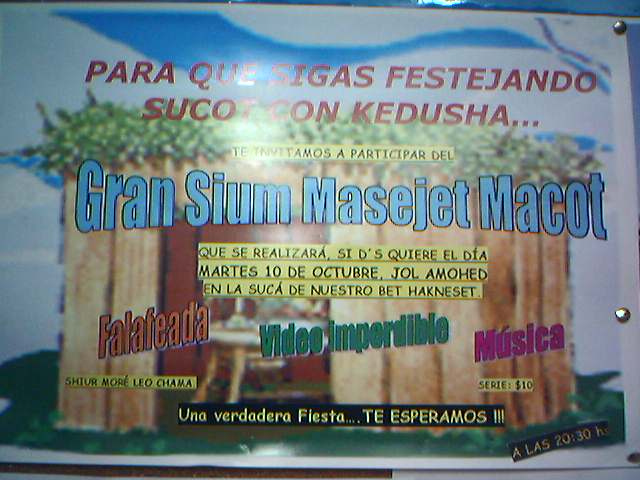 PARA QUE SIGAS FESTEJANDO
SUCOT CON KEDUSHA...
TE INVITAMOS A PARTICIPAR DEL
Gran Sium Masejet Macot
QUE SE REALIZARÁ, SI D´S QUIERE EL DÍA
MARTES 10 DE OCTUBRE. JOL AMOHED
EN LA SUCÁ DE NUESTRO BET HAKNESET.
Falafeada Video imperdible Música
SHIUR MORÉ LEO CHAMA SERIE: $10
Una verdadera Fiesta....TE ESPERAMOS !!!
A LAS 20:30 hs